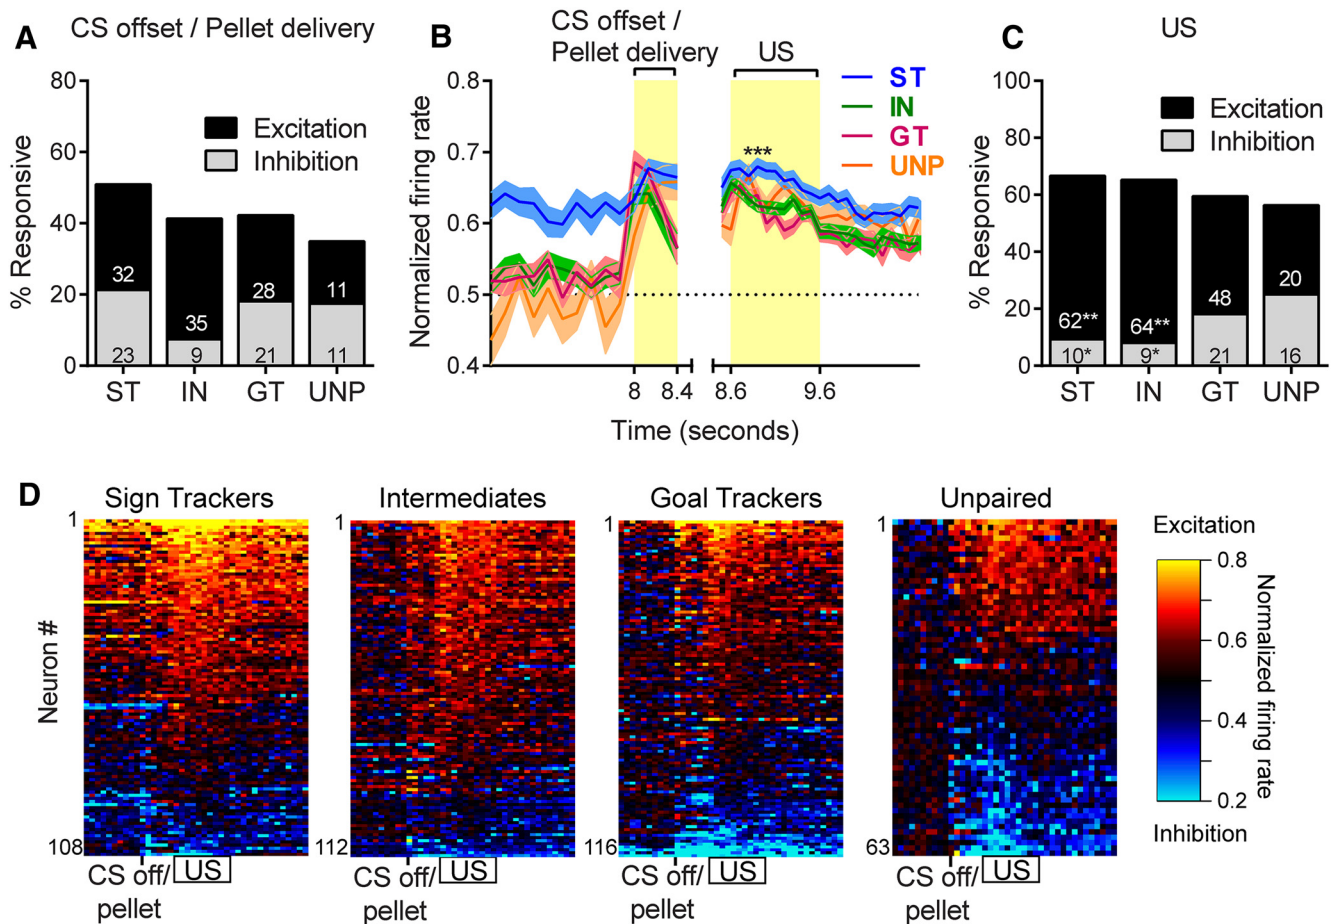 A
CS offset / Pellet delivery
% Responsive
80
60
40
20
0
Excitation
Inhibition
32
23
35
9
28
21
11
11
ST
IN
GT
UNP
B
CS offset /
Pellet delivery
US
Normalized firing rate
0.8
0.7
0.6
0.5
0.4
***
ST
IN
GT
UNP
8
8.4
8.6
9.6
Time (seconds)
C
US
% Responsive
100
80
60
40
20
0
Excitation
Inhibition
62**
10*
64**
9*
48
21
20
16
ST
IN
GT
UNP
D
Neuron #
Sign Trackers
1
108
CS off/
pellet
US
Intermediates
1
112
CS off/
pellet
US
Goal Trackers
1
116
CS off/
pellet
US
Unpaired
1
63
CS off/
pellet
US
Excitation
0.8
0.6
0.4
0.2
Normalized firing rate
Inhibition